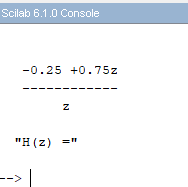 Scilab 6.1.0 Console
-0.25 +0.75z
------------
z
"H(z) ="
-->